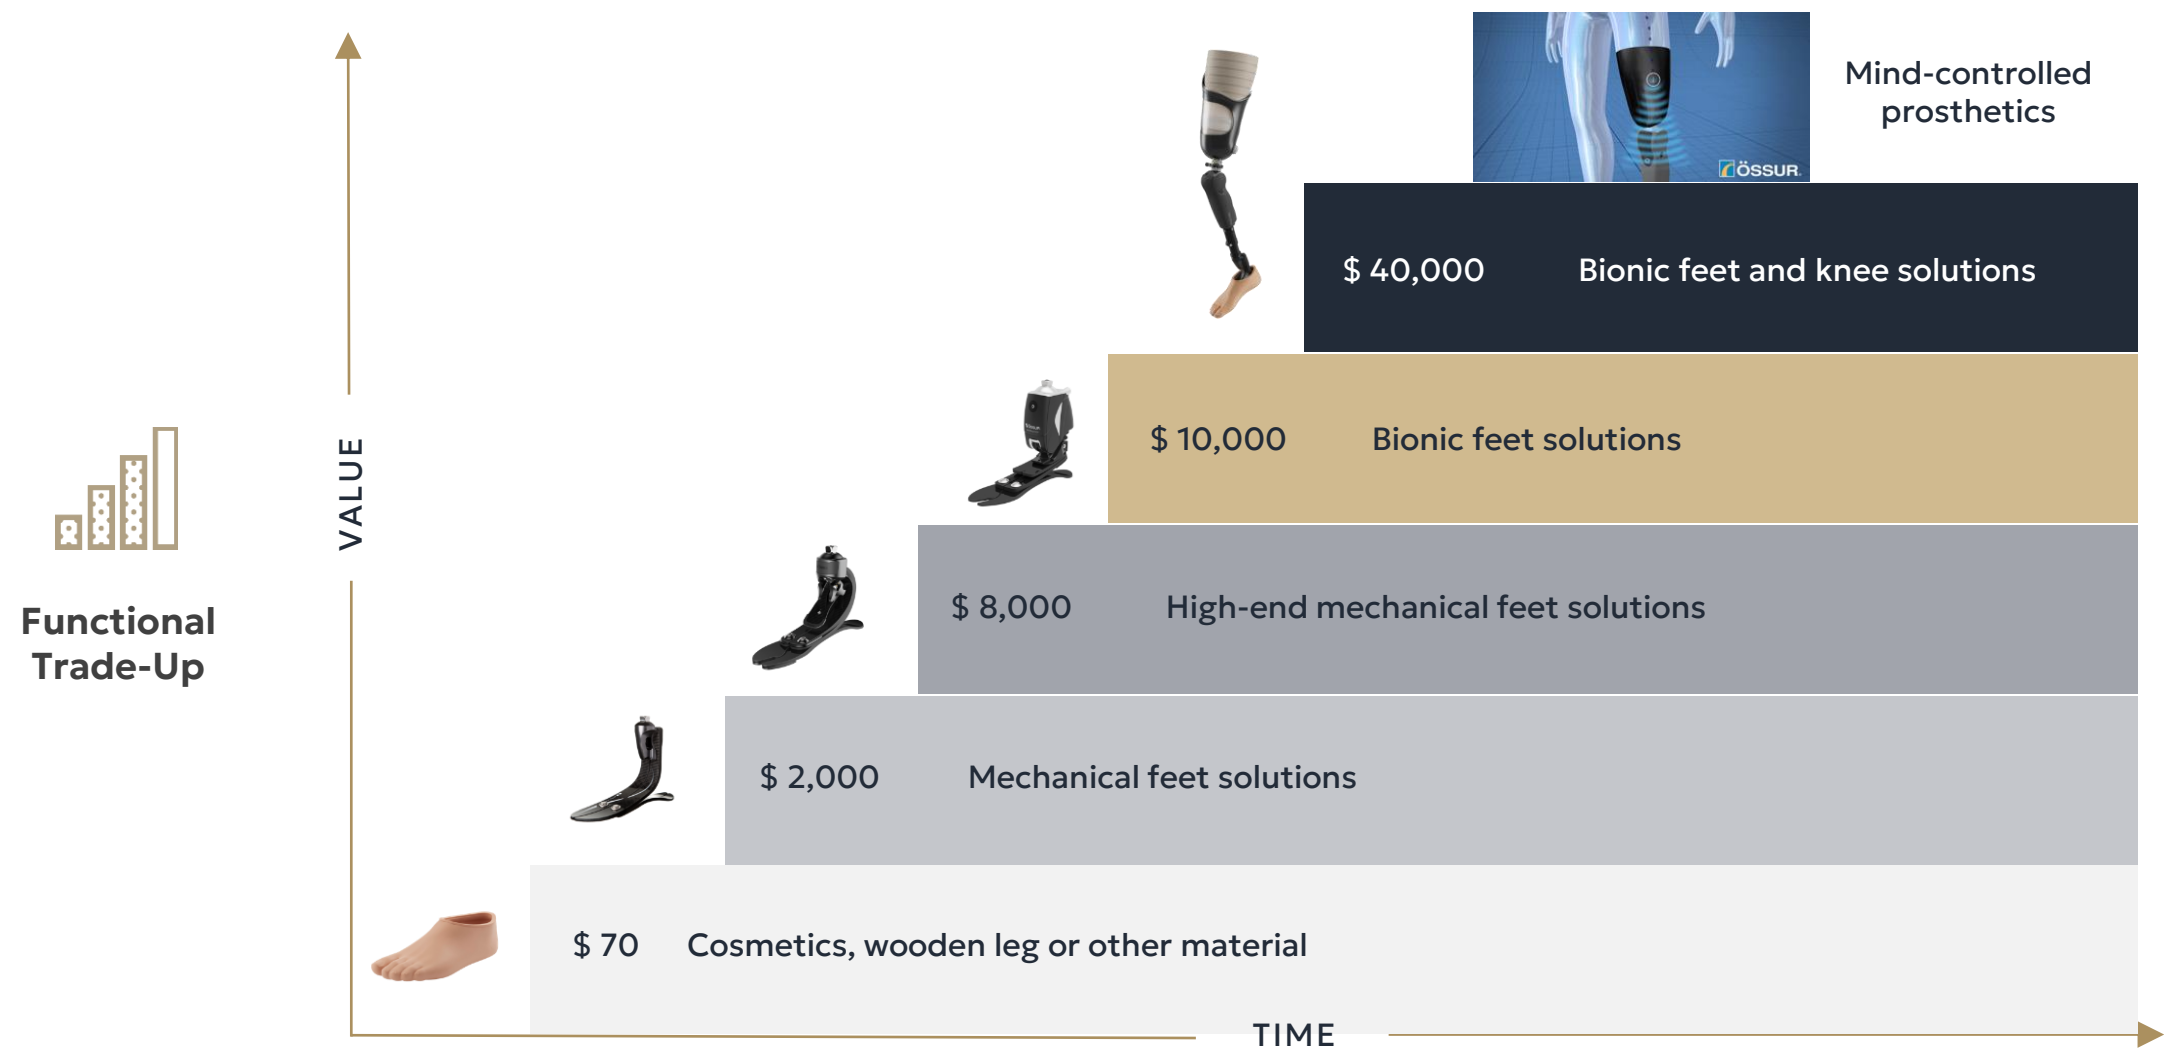 Mind-controlled
prosthetics
ÖSSUR
$ 40,000 Bionic feet and knee solutions
$ 10,000 Bionic feet solutions
VALUE
$ 8,000 High-end mechanical feet solutions
Functional
Trade-Up
$ 2,000 Mechanical feet solutions
$ 70 Cosmetics, wooden leg or other material
TIME